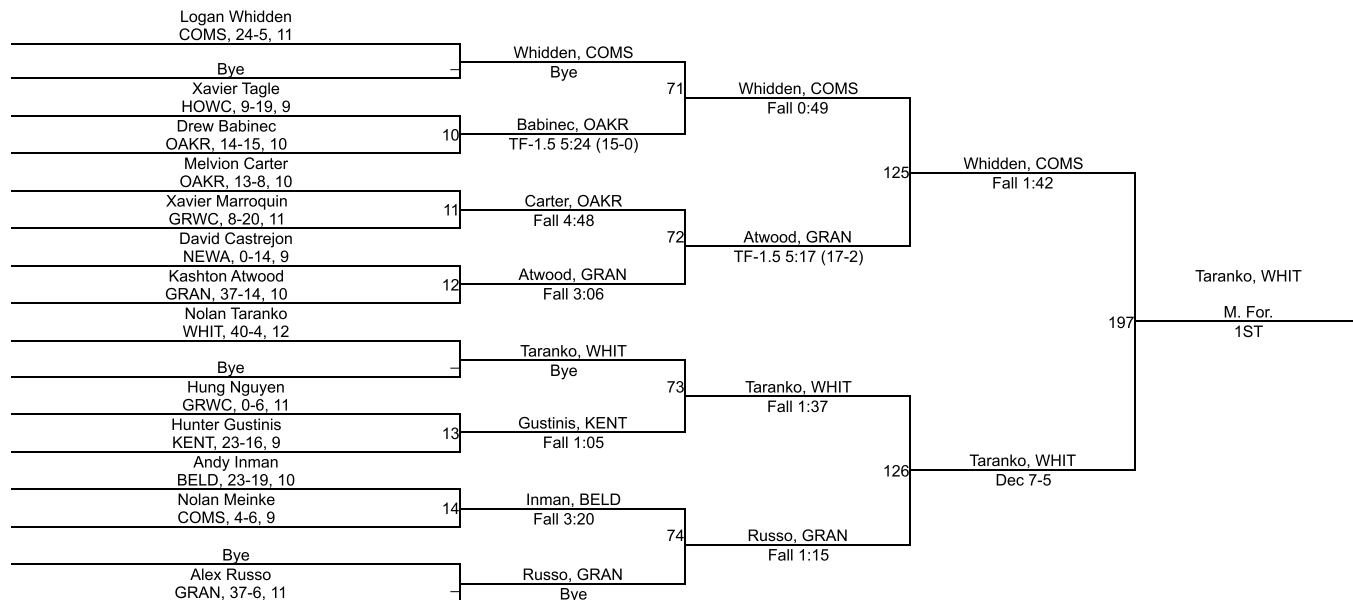 Logan Whidden
COMS, 24-5, 11
Bye
Xavier Tagle
HOWC, 9-19, 9
Drew Babinec
OAKR, 14-15, 10
Melvion Carter
OAKR, 13-8, 10
Xavier Marroquin
GRWC, 8-20, 11
David Castrejon
NEWA, 0-14, 9
Kashton Atwood
GRAN, 37-14, 10
Nolan Taranko
WHIT, 40-4, 12
Bye
Hung Nguyen
GRWC, 0-6, 11
Hunter Gustinis
KENT, 23-16, 9
Andy Inman
BELD, 23-19, 10
Nolan Meinke
COMS, 4-6, 9
Bye
Alex Russo
GRAN, 37-6, 11
–
10
11
12
–
13
14
–
Whidden, COMS
Bye
Babinec, OAKR
TF-1.5 5:24 (15-0)
Carter, OAKR
Fall 4:48
Atwood, GRAN
Fall 3:06
Taranko, WHIT
Bye
Gustinis, KENT
Fall 1:05
Inman, BELD
Fall 3:20
Russo, GRAN
Bye
71
72
73
74
Whidden, COMS
Fall 0:49
Atwood, GRAN
TF-1.5 5:17 (17-2)
Taranko, WHIT
Fall 1:37
Russo, GRAN
Fall 1:15
125
126
Whidden, COMS
Fall 1:42
Taranko, WHIT
Dec 7-5
197
Taranko, WHIT
M. For.
1ST